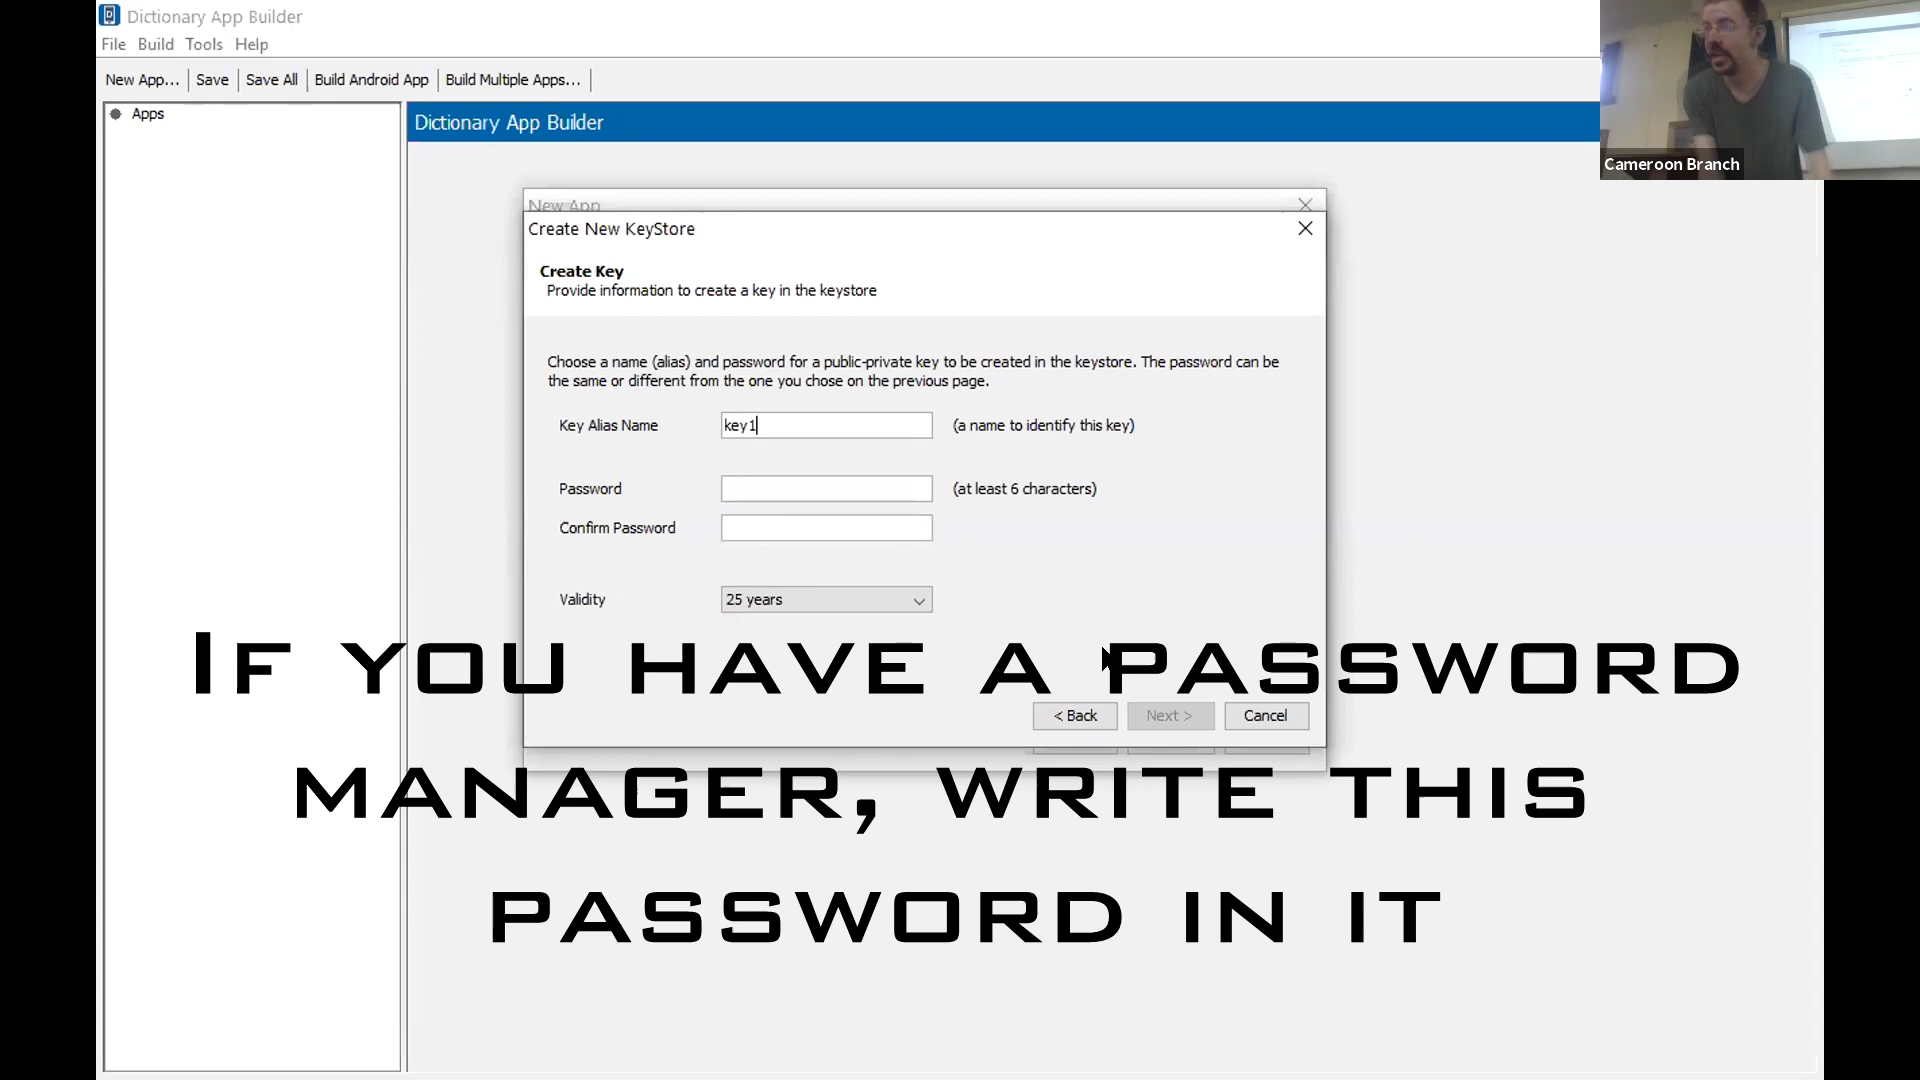 Dictionary App Builder
File Build Tools Help
New App... Save Save All Build Android App Build Multiple Apps...
Apps
Dictionary App Builder
Cameroon Branch
New App
Create New KeyStore
Create Key
Provide information to create a key in the keystore
Choose a name (alias) and password for a public-private key to be created in the keystore. The password can be
the same or different from the one you chose on the previous page.
Key Alias Name key1 (a name to identify this key)
Password (at least 6 characters)
Confirm Password
Validity 25 years
If you have a password
manager, write this
password in it
< Back Next > Cancel